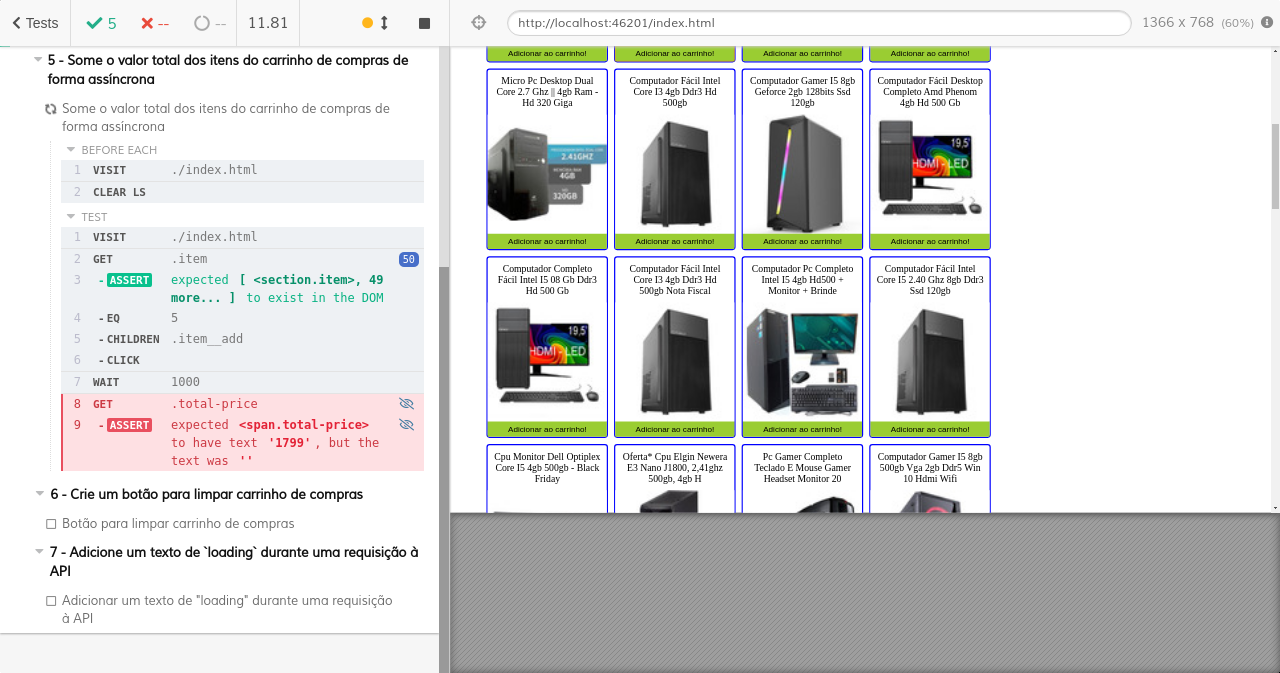 Tests
5
--
--
11.81
http://localhost:46201/index.html
1366 x 768 (60%)
5 - Some o valor total dos itens do carrinho de compras de
forma assíncrona
Some o valor total dos itens do carrinho de compras de
forma assíncrona
BEFORE EACH
1 VISIT ./index.html
2 CLEAR LS
TEST
1 VISIT ./index.html
2 GET .item 50
3 -ASSERT expected [ <section.item>, 49
more... ] to exist in the DOM
4 -EQ 5
5 -CHILDREN .item__add
6 -CLICK
7 WAIT 1000
8 GET .total-price
9 -ASSERT expected <span.total-price>
to have text '1799', but the
text was ''
6 - Crie um botão para limpar carrinho de compras
Botão para limpar carrinho de compras
7 - Adicione um texto de `loading` durante uma requisição à
API
Adicionar um texto de "loading" durante uma requisição
à API
Adicionar ao carrinho!
Adicionar ao carrinho!
Adicionar ao carrinho!
Adicionar ao carrinho!
Micro Pc Desktop Dual
Core 2.7 Ghz || 4gb Ram -
Hd 320 Giga
2.41GHZ
4GB
320GB
Adicionar ao carrinho!
Computador Fácil Intel
Core I3 4gb Ddr3 Hd
500gb
Adicionar ao carrinho!
Computador Gamer I5 8gb
Geforce 2gb 128bits Ssd
120gb
Adicionar ao carrinho!
Computador Fácil Desktop
Completo Amd Phenom
4gb Hd 500 Gb
19,5'
HDMI - LED
Adicionar ao carrinho!
Computador Completo
Fácil Intel I5 08 Gb Ddr3
Hd 500 Gb
19,5'
HDMI - LED
Adicionar ao carrinho!
Computador Fácil Intel
Core I3 4gb Ddr3 Hd
500gb Nota Fiscal
Adicionar ao carrinho!
Computador Pc Completo
Intel I5 4gb Hd500 +
Monitor + Brinde
Adicionar ao carrinho!
Computador Fácil Intel
Core I5 2.40 Ghz 8gb Ddr3
Ssd 120gb
Adicionar ao carrinho!
Cpu Monitor Dell Optiplex
Core I5 4gb 500gb - Black
Friday
Oferta* Cpu Elgin Newera
E3 Nano J1800, 2,41ghz
500gb, 4gb H
Pc Gamer Completo
Teclado E Mouse Gamer
Headset Monitor 20
Computador Gamer I5 8gb
500gb Vga 2gb Ddr5 Win
10 Hdmi Wifi